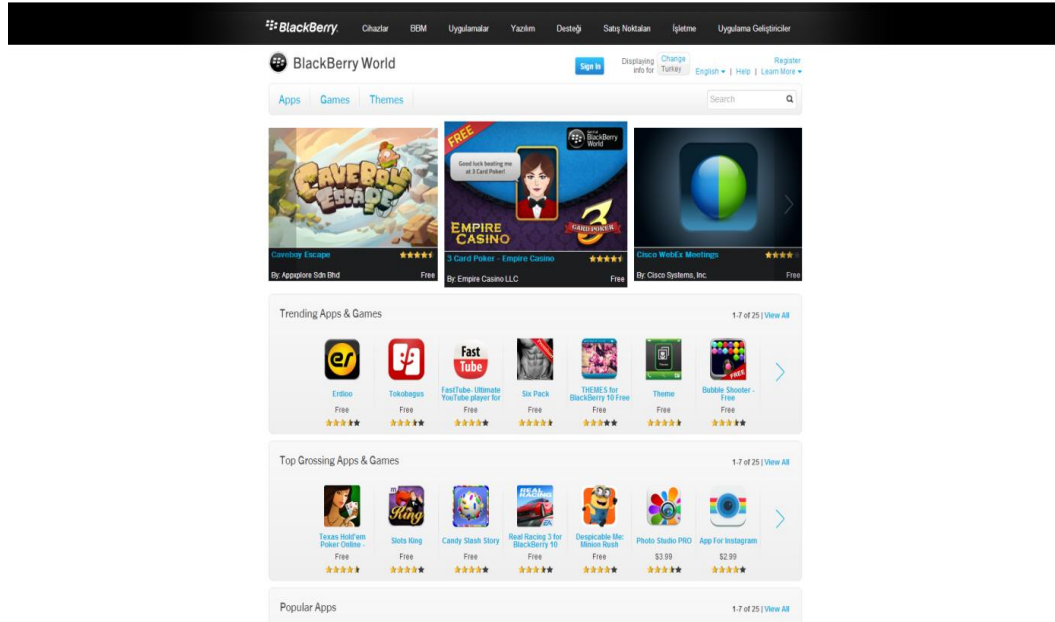 BlackBerry. Cihazlar BBM Uygulamalar Yazılım Desteği Satış Noktaları İşletme Uygulama Geliştiriciler
BlackBerry World
Sign In
Displaying info for
Change
Turkey
Register
English | Help | Learn More
Apps Games Themes
Search
CAVEBOY ESCAPE
Caveboy Escape
By: Appxplore Sdn Bhd Free
FREE
BlackBerry World
Good luck beating me
at 3 Card Poker!
EMPIRE CASINO
3 CARD POKER
3 Card Poker - Empire Casino
By: Empire Casino LLC Free
Cisco WebEx Meetings
By: Cisco Systems, Inc. Free
Trending Apps & Games 1-7 of 25 | View All
er
Fast Tube
FREE
Erdioo Tokobagus FastTube- Ultimate YouTube player for Six Pack THEMES for BlackBerry 10 Free Theme Bubble Shooter - Free
Free Free Free Free Free Free Free
Top Grossing Apps & Games 1-7 of 25 | View All
King
REAL RACING
Texas Hold'em Poker Online - Slots King Candy Slash Story Real Racing 3 for BlackBerry 10 Despicable Me: Minion Rush Photo Studio PRO App For Instagram
Free Free Free Free Free $3.99 $2.99
Popular Apps 1-7 of 25 | View All